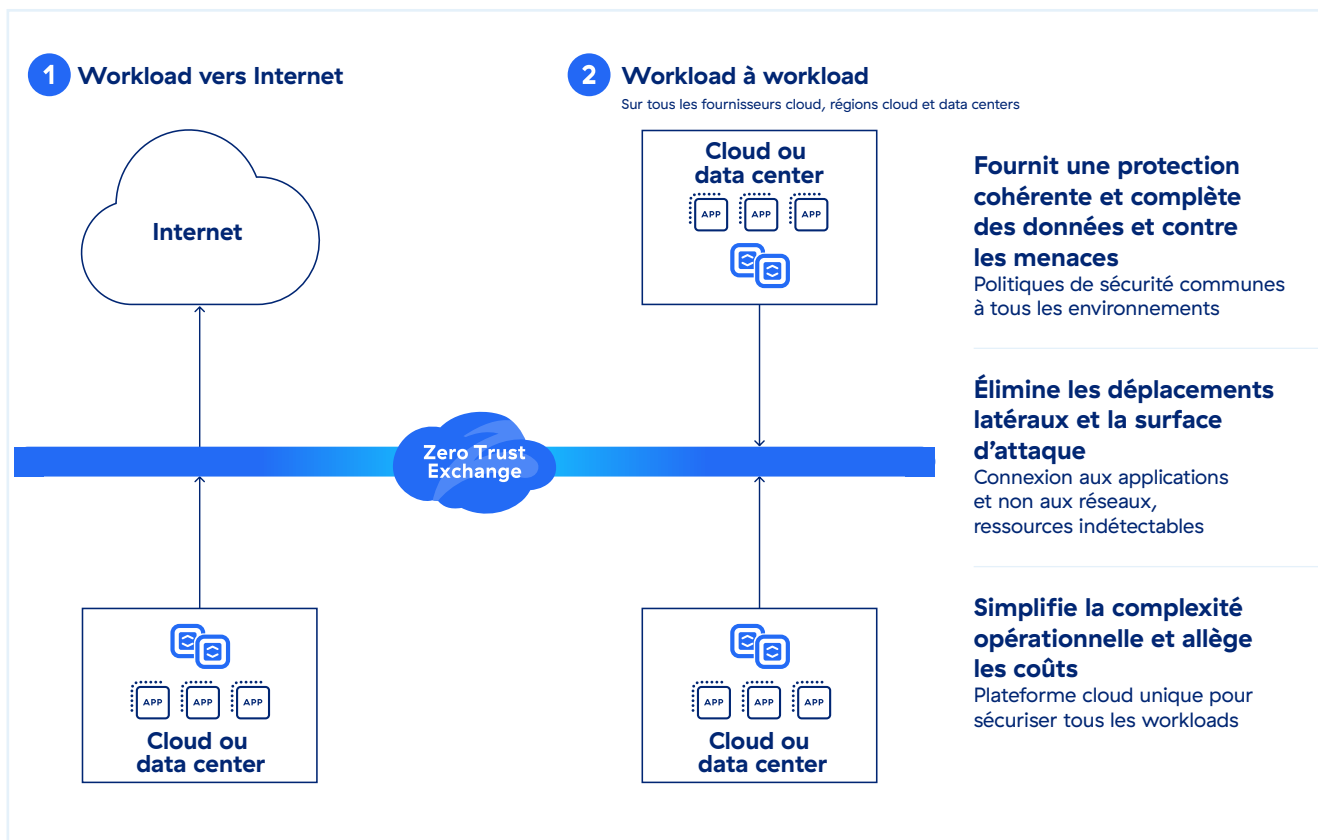 1 Workload vers Internet
Internet
2 Workload à workload
Sur tous les fournisseurs cloud, régions cloud et data centers
Cloud ou
data center
APP APP APP
Zero Trust
Exchange
APP APP APP
Cloud ou
data center
APP APP APP
Cloud ou
data center
Fournit une protection
cohérente et complète
des données et contre
les menaces
Politiques de sécurité communes
à tous les environnements
Élimine les déplacements
latéraux et la surface
d’attaque
Connexion aux applications
et non aux réseaux,
ressources indétectables
Simplifie la complexité
opérationnelle et allège
les coûts
Plateforme cloud unique pour
sécuriser tous les workloads